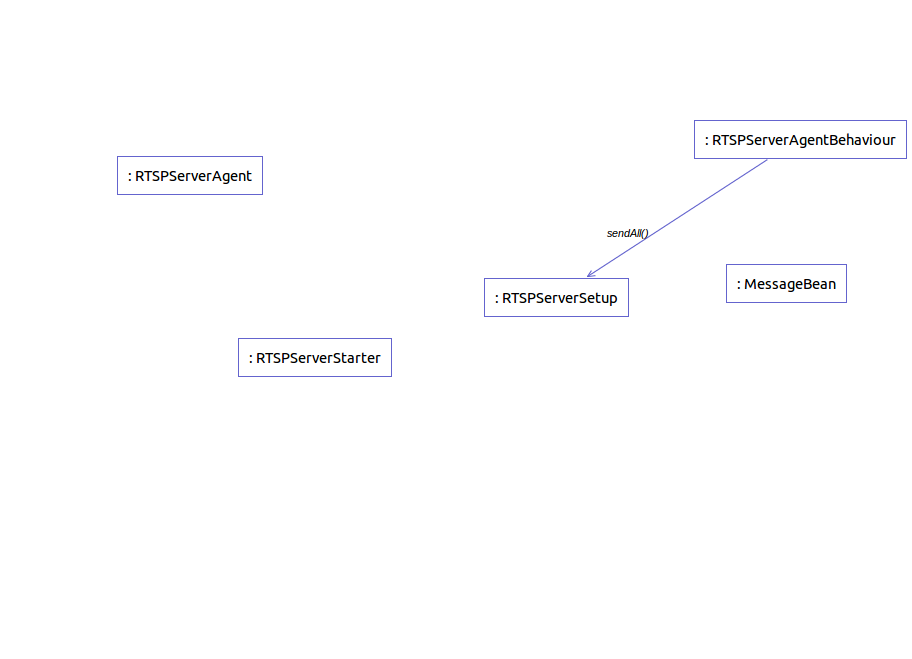 : RTSPServerAgentBehaviour
: RTSPServerAgent
sendAll()
: MessageBean
: RTSPServerSetup
: RTSPServerStarter